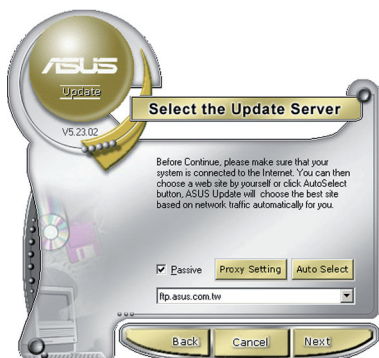 ASUS
Update
V5.23.02
Select the Update Server
Before Continue, please make sure that your
system is connected to the Internet. You can then
choose a web site by yourself or click AutoSelect
button, ASUS Update will choose the best site
based on network traffic automatically for you.
Passive Proxy Setting Auto Select
ftp.asus.com.tw
Back Cancel Next